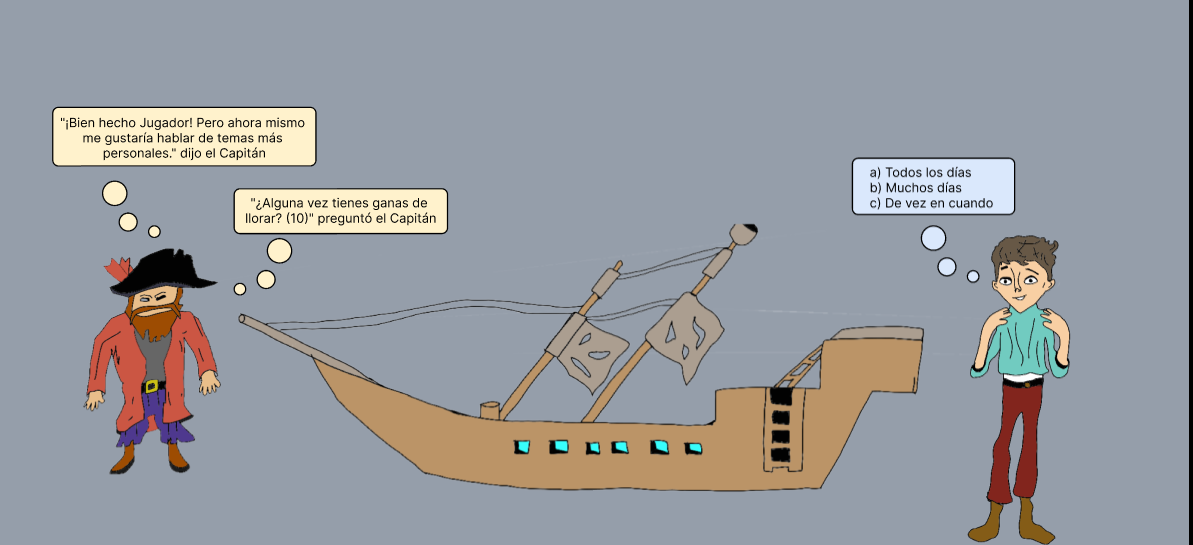 "¡Bien hecho Jugador! Pero ahora mismo
me gustaría hablar de temas más
personales." dijo el Capitán
"¿Alguna vez tienes ganas de
llorar? (10)" preguntó el Capitán
a) Todos los días
b) Muchos días
c) De vez en cuando